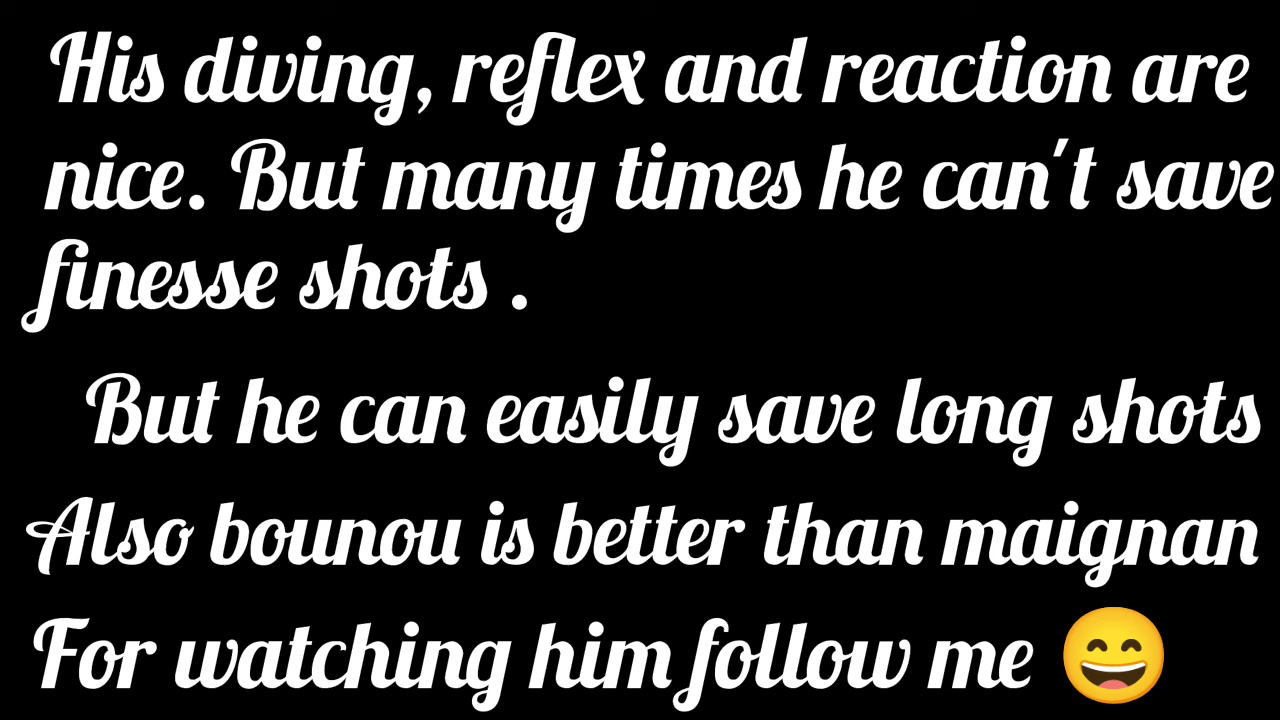 His diving, reflex and reaction are
nice. But many times he can't save
finesse shots .
But he can easily save long shots
Also bounou is better than maignan
For watching him follow me 😄